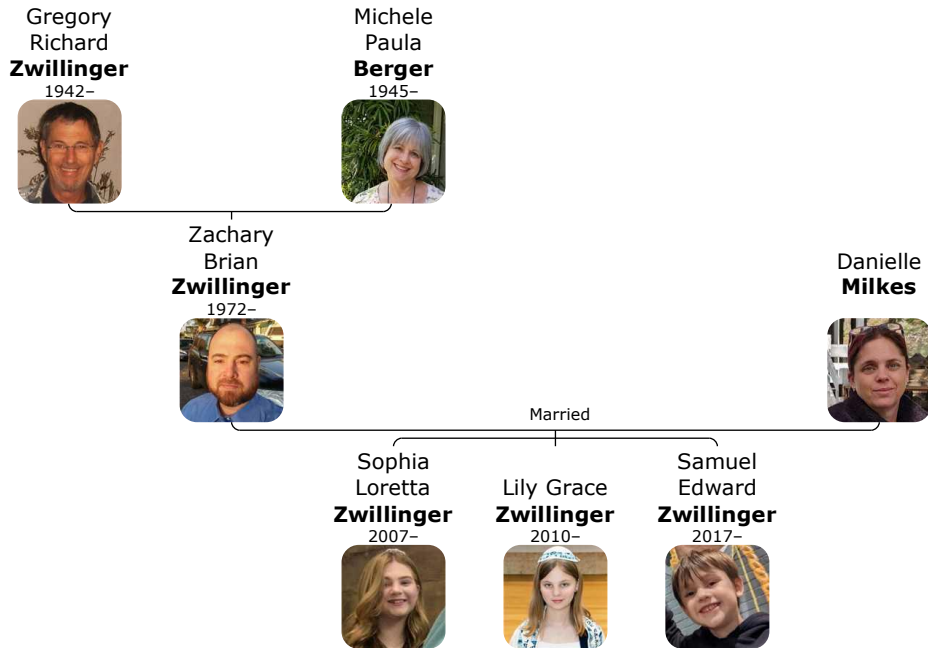 Gregory
Richard
Zwillinger
1942–
Michele
Paula
Berger
1945–
Zachary
Brian
Zwillinger
1972–
Danielle
Milkes
Married
Sophia
Loretta
Zwillinger
2007–
Lily Grace
Zwillinger
2010–
Samuel
Edward
Zwillinger
2017–